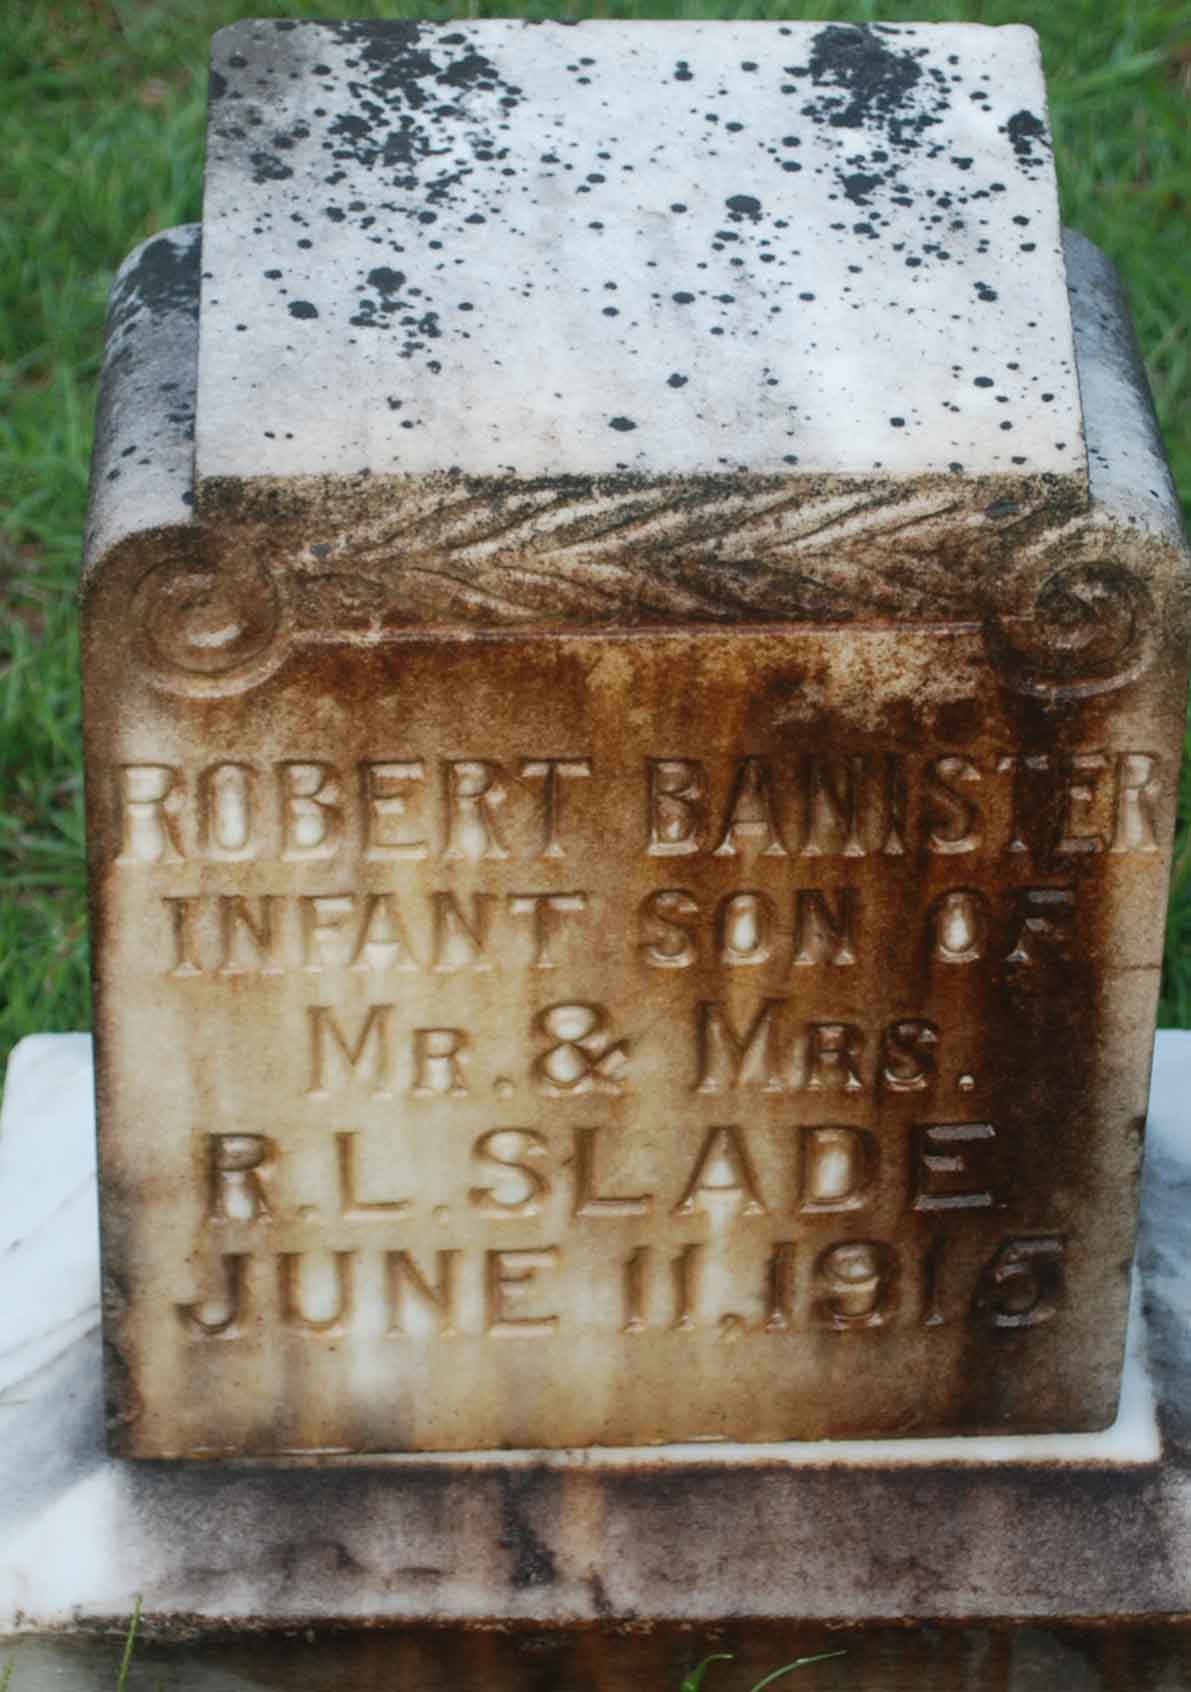 ROBERT BANISTER
INFANT SON OF
MR. & MRS.
R.L. SLADE
JUNE 11, 1915